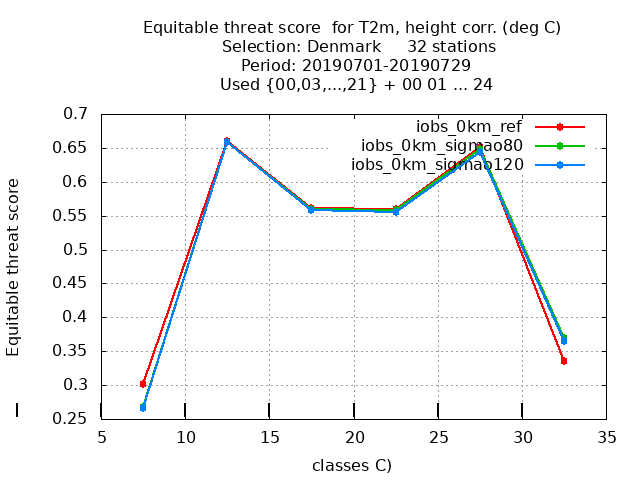 Equitable threat score  for T2m, height corr. (deg C)
Selection: Denmark     32 stations
Period: 20190701-20190729
Used {00,03,...,21} + 00 01 ... 24
iobs_0km_ref
iobs_0km_sigmao80
iobs_0km_sigmao120
Equitable threat score
0.7
0.65
0.6
0.55
0.5
0.45
0.4
0.35
0.3
0.25
5 10 15 20 25 30 35
classes C)